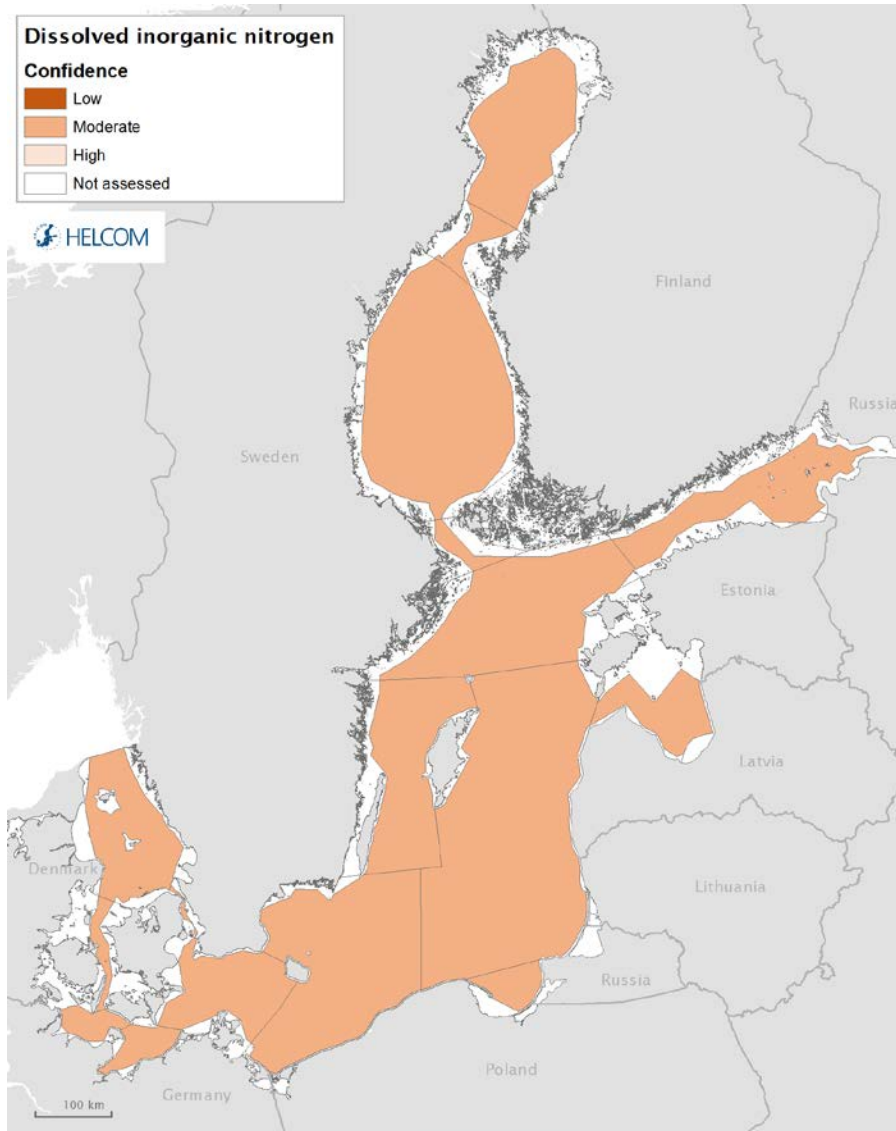 Dissolved inorganic nitrogen
Confidence
Low
Moderate
High
Not assessed
HELCOM
Finland
Russia
Sweden
Estonia
Latvia
Denmark
Lithuania
Russia
Poland
Germany
100 km